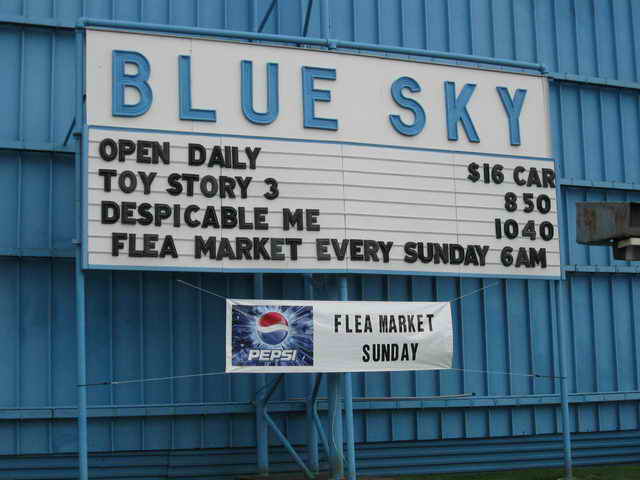 BLUE SKY
OPEN DAILY $16 CAR
TOY STORY 3 850
DESPICABLE ME 1040
FLEA MARKET EVERY SUNDAY 6AM
PEPSI
FLEA MARKET
SUNDAY